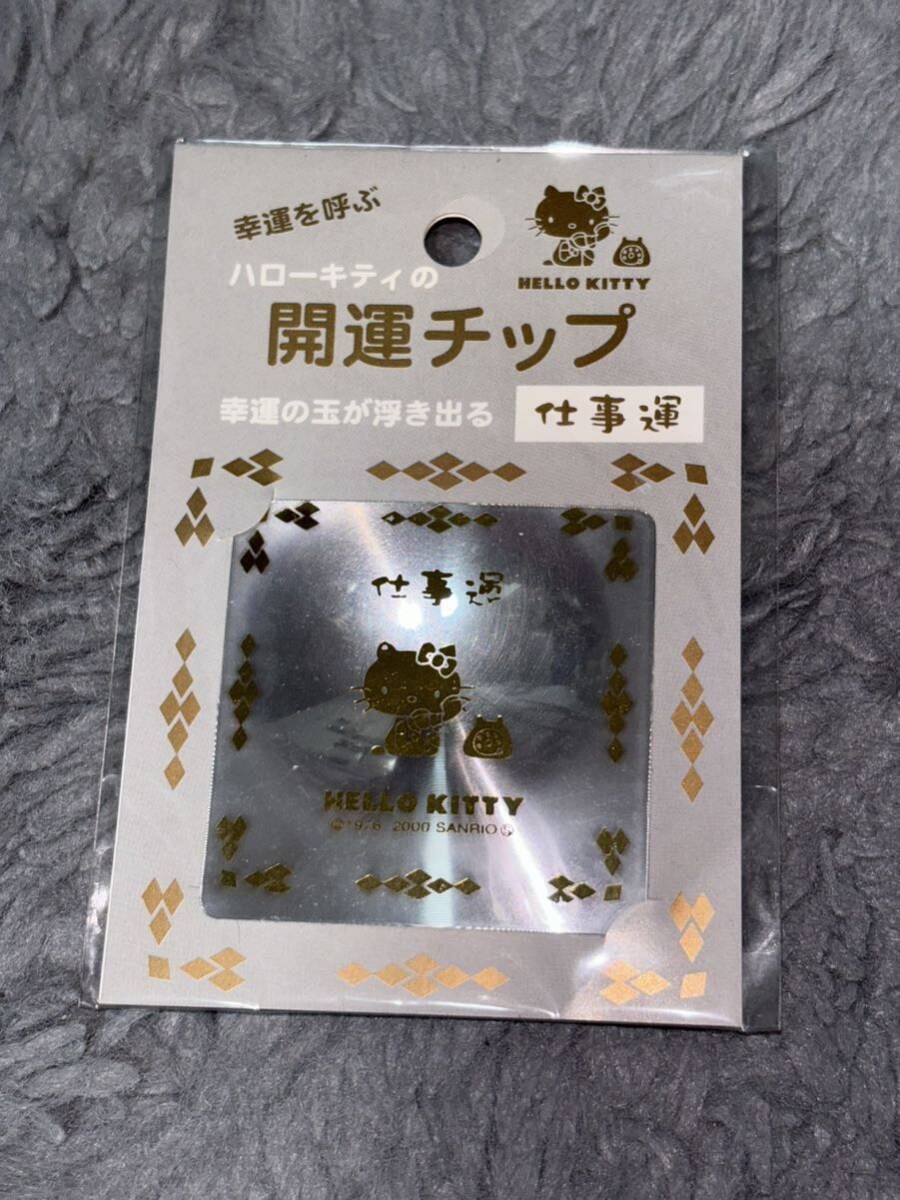 幸運を呼ぶ
HELLO KITTY
ハローキティの
開運チップ
幸運の玉が浮き出る
仕事運
仕事運
HELLO KITTY
©1976, 2000 SANRIO